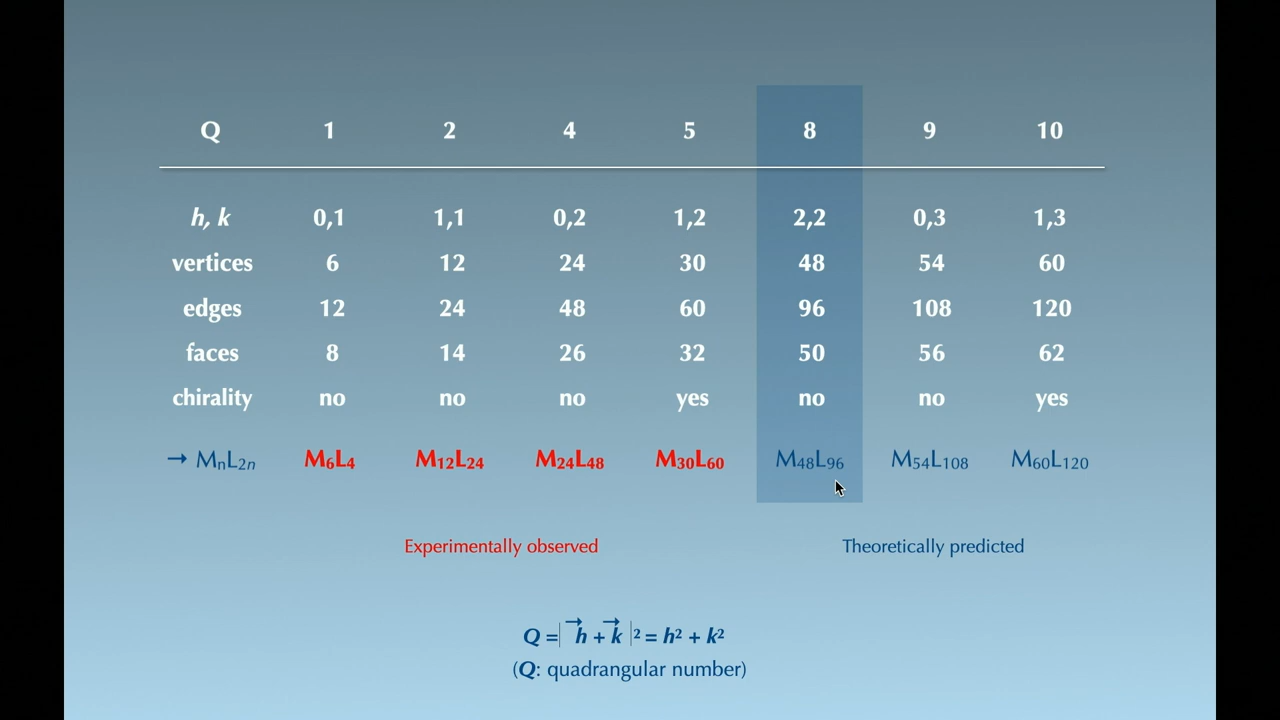 Q 1 2 4 5 8 9 10
h, k 0,1 1,1 0,2 1,2 2,2 0,3 1,3
vertices 6 12 24 30 48 54 60
edges 12 24 48 60 96 108 120
faces 8 14 26 32 50 56 62
chirality no no no yes no no yes
→ MₙL₂ₙ M₆L₄ M₁₂L₂₄ M₂₄L₄₈ M₃₀L₆₀ M₄₈L₉₆ M₅₄L₁₀₈ M₆₀L₁₂₀
Experimentally observed Theoretically predicted
Q = |h⃗ + k⃗|² = h² + k²
(Q: quadrangular number)